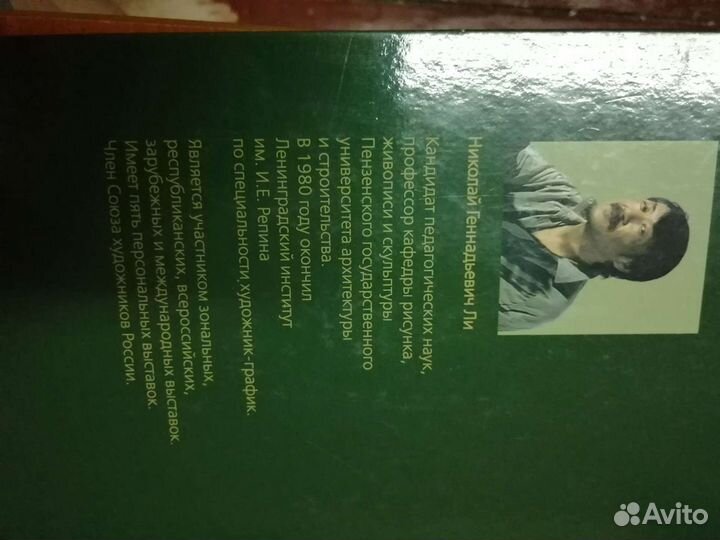 Николай Геннадьевич Ли
Кандидат педагогических наук,
профессор кафедры рисунка,
живописи и скульптуры
Пензенского государственного
университета архитектуры
и строительства.
В 1980 году окончил
Ленинградский институт
им. И.Е. Репина
по специальности художник-график.
Является участником зональных,
республиканских, всероссийских,
зарубежных и международных выставок.
Имеет пять персональных выставок.
Член Союза художников России.
Avito